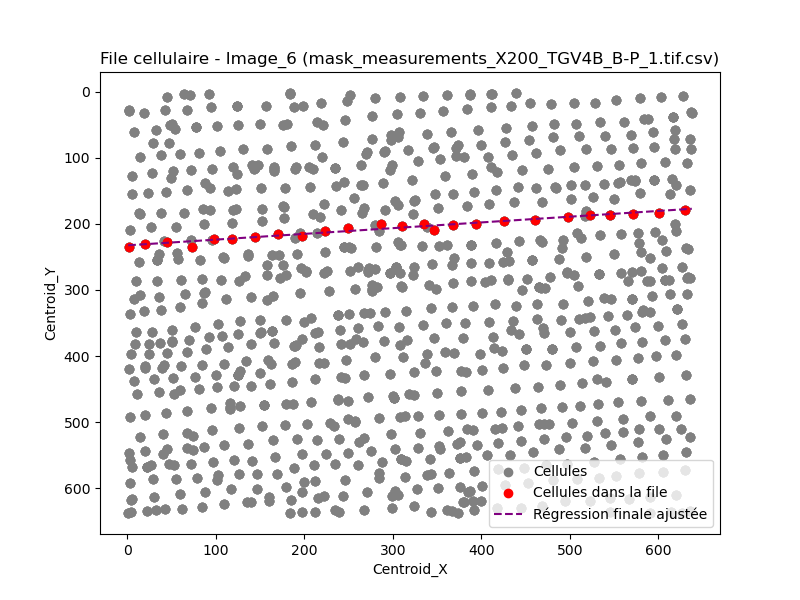 File cellulaire - Image_6 (mask_measurements_X200_TGV4B_B-P_1.tif.csv)
0
100
200
300
400
500
600
Centroid_Y
0 100 200 300 400 500 600
Centroid_X
Cellules
Cellules dans la file
Régression finale ajustée